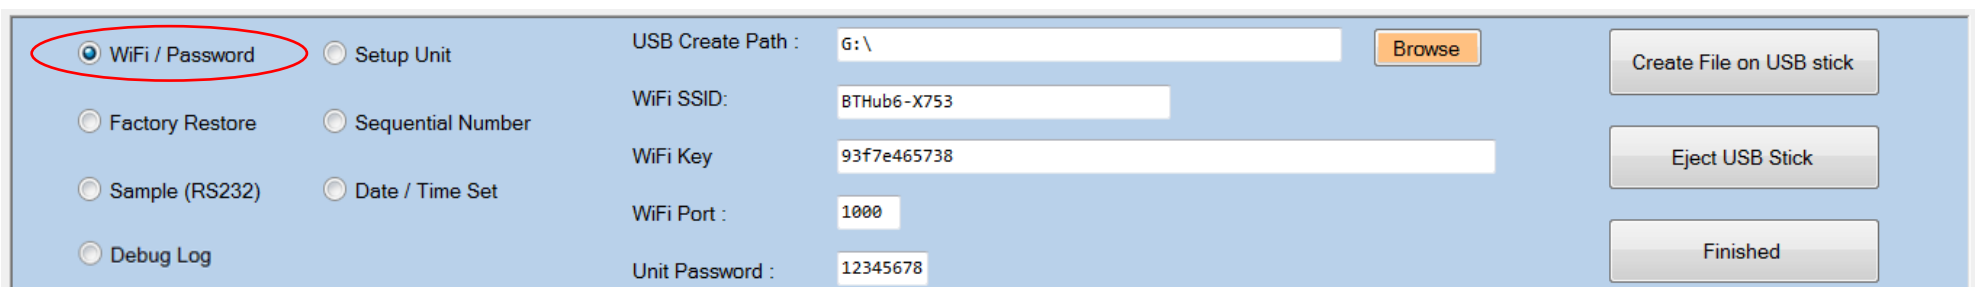 WiFi / Password
Setup Unit
Factory Restore
Sequential Number
Sample (RS232)
Date / Time Set
Debug Log
USB Create Path : G:\ Browse
WiFi SSID: BTHub6-X753
WiFi Key 93f7e465738
WiFi Port : 1000
Unit Password : 12345678
Create File on USB stick
Eject USB Stick
Finished